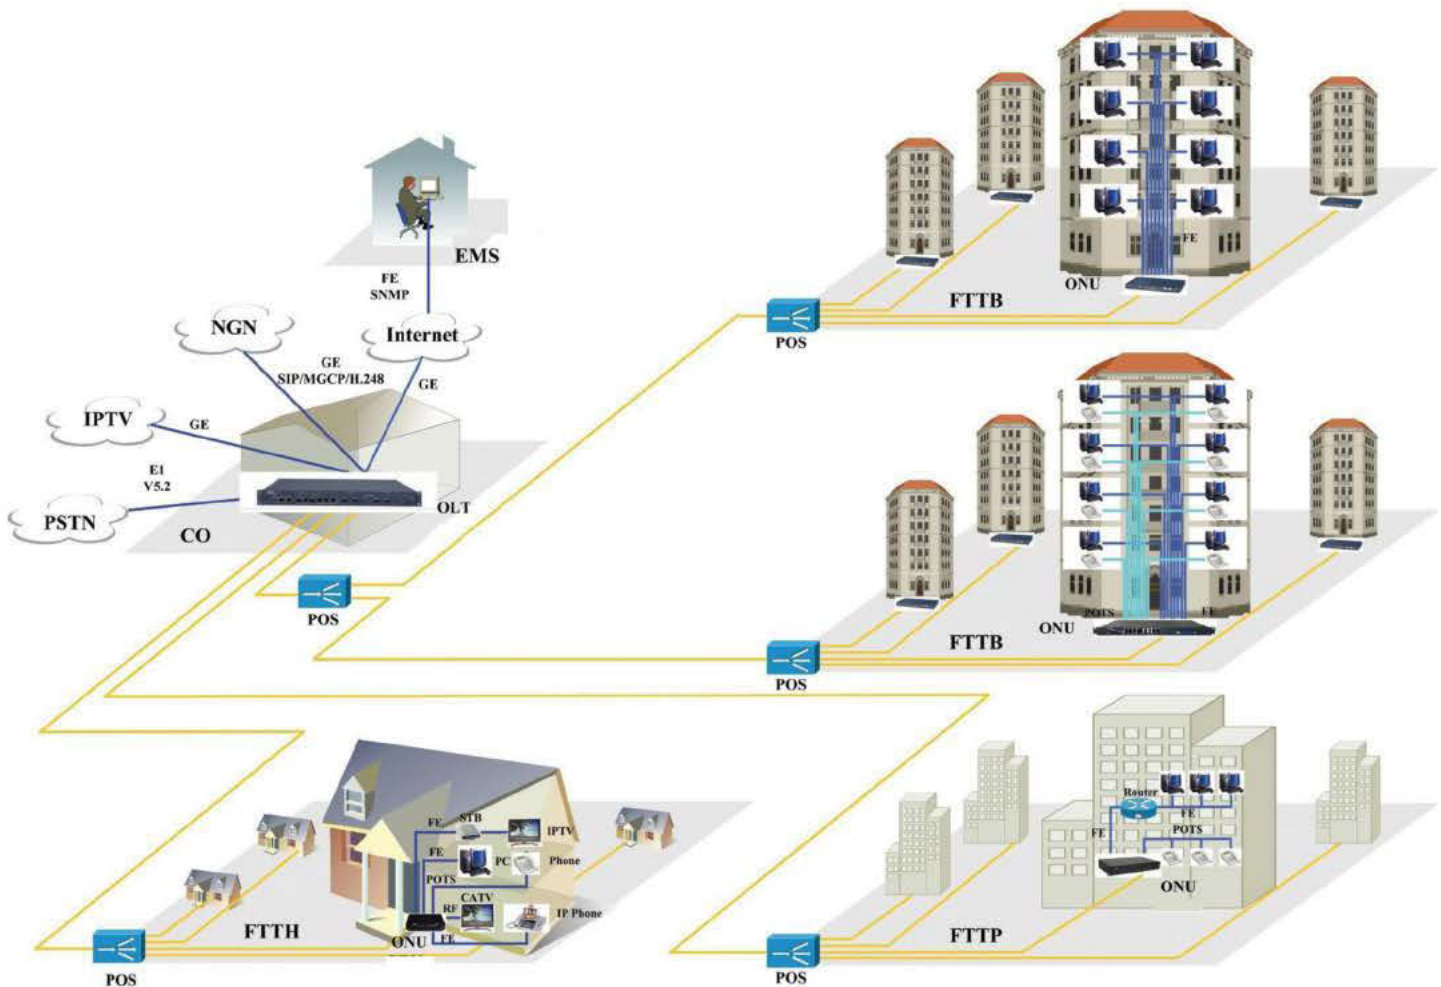 EMS
FE
SNMP
NGN
Internet
GE
SIP/MGCP/H.248
GE
IPTV
GE
E1
V5.2
PSTN
OLT
CO
POS
FE
ONU
FTTB
POS
POTS
FE
ONU
FTTB
POS
STB
FE
IPTV
FE
PC
Phone
POTS
CATV
RF
IP Phone
ONU
FE
FTTH
POS
Router
FE
FE
POTS
ONU
FTTP
POS